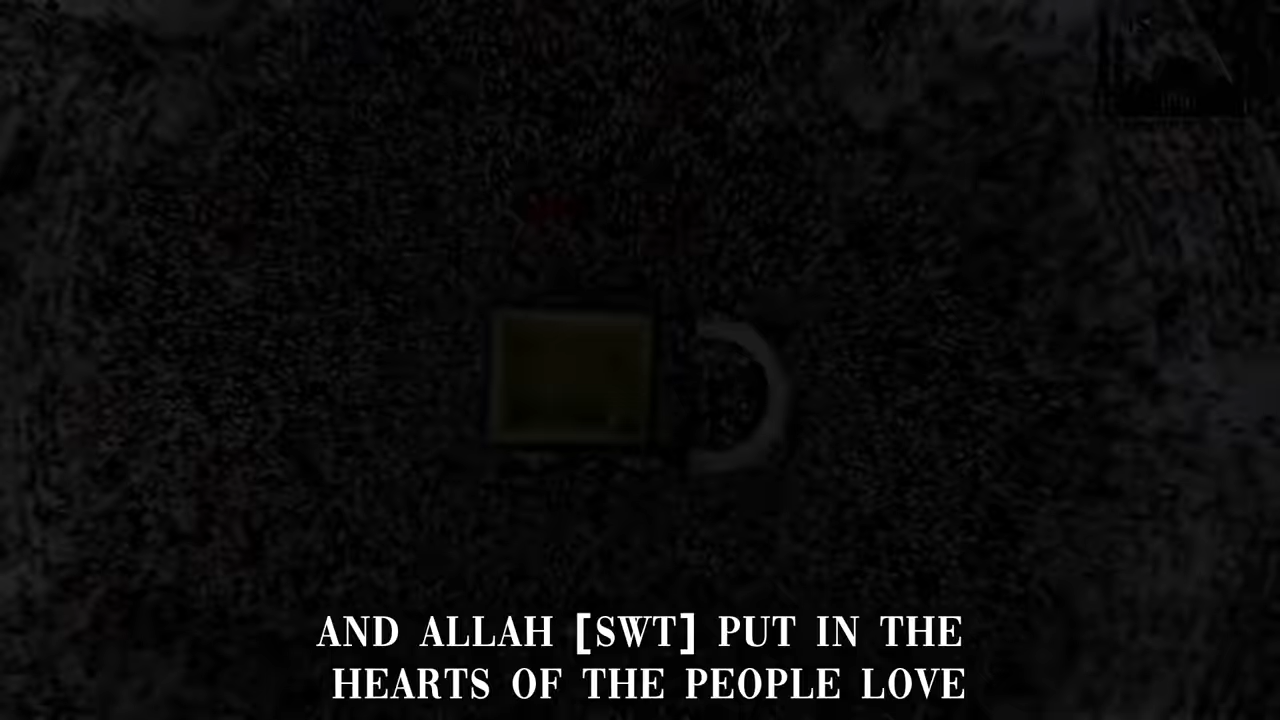 AND ALLAH [SWT] PUT IN THE
HEARTS OF THE PEOPLE LOVE